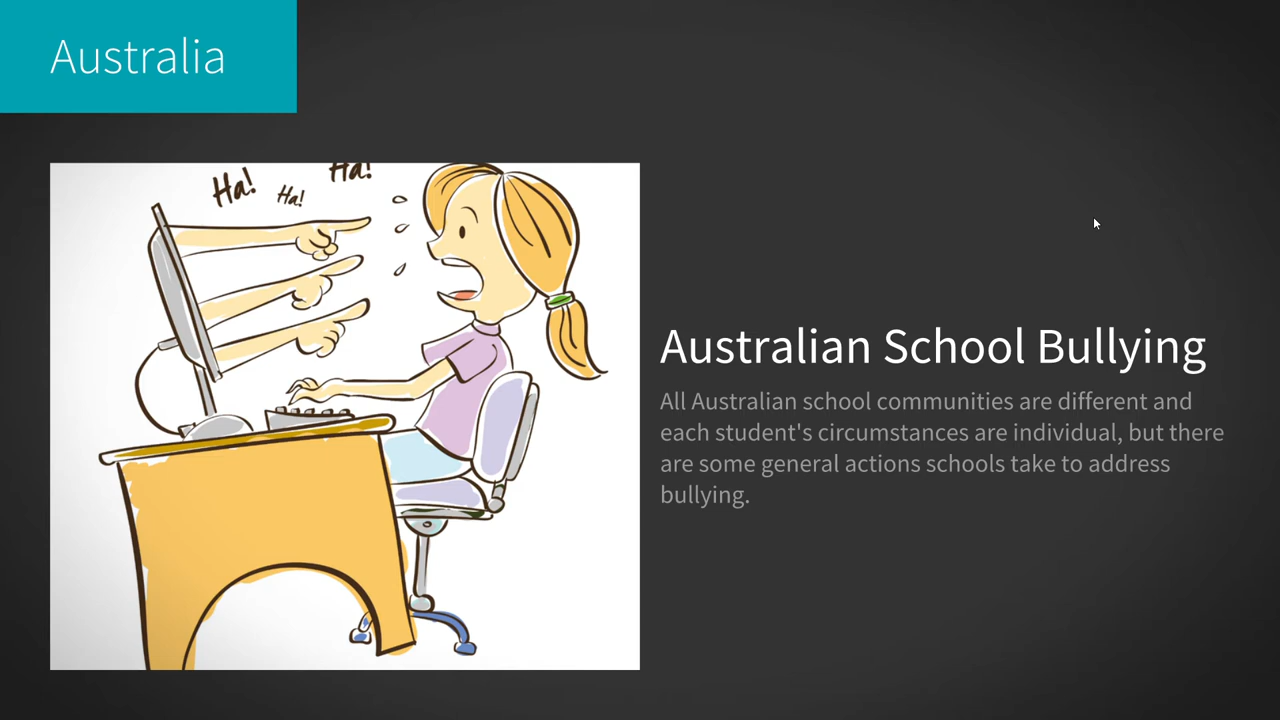 Australia
Ha!
Ha!
Ha!
Australian School Bullying
All Australian school communities are different and
each student's circumstances are individual, but there
are some general actions schools take to address
bullying.